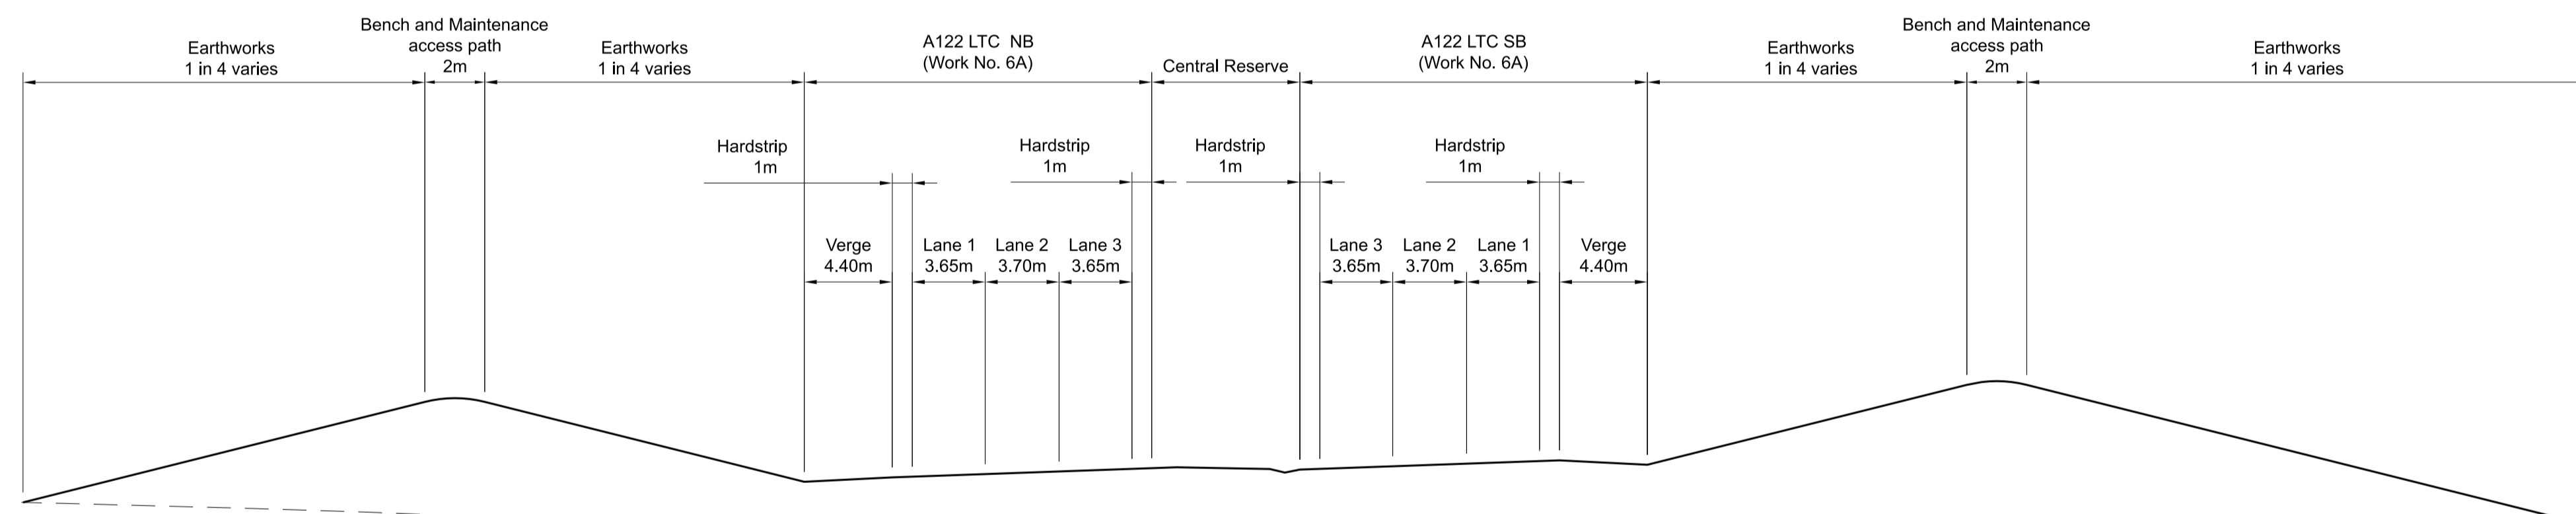 Earthworks
1 in 4 varies
Bench and Maintenance
access path
2m
Earthworks
1 in 4 varies
A122 LTC  NB
(Work No. 6A)
Central Reserve
A122 LTC SB
(Work No. 6A)
Earthworks
1 in 4 varies
Bench and Maintenance
access path
2m
Earthworks
1 in 4 varies
Hardstrip
1m
Hardstrip
1m
Hardstrip
1m
Hardstrip
1m
Verge
4.40m
Lane 1
3.65m
Lane 2
3.70m
Lane 3
3.65m
Lane 3
3.65m
Lane 2
3.70m
Lane 1
3.65m
Verge
4.40m